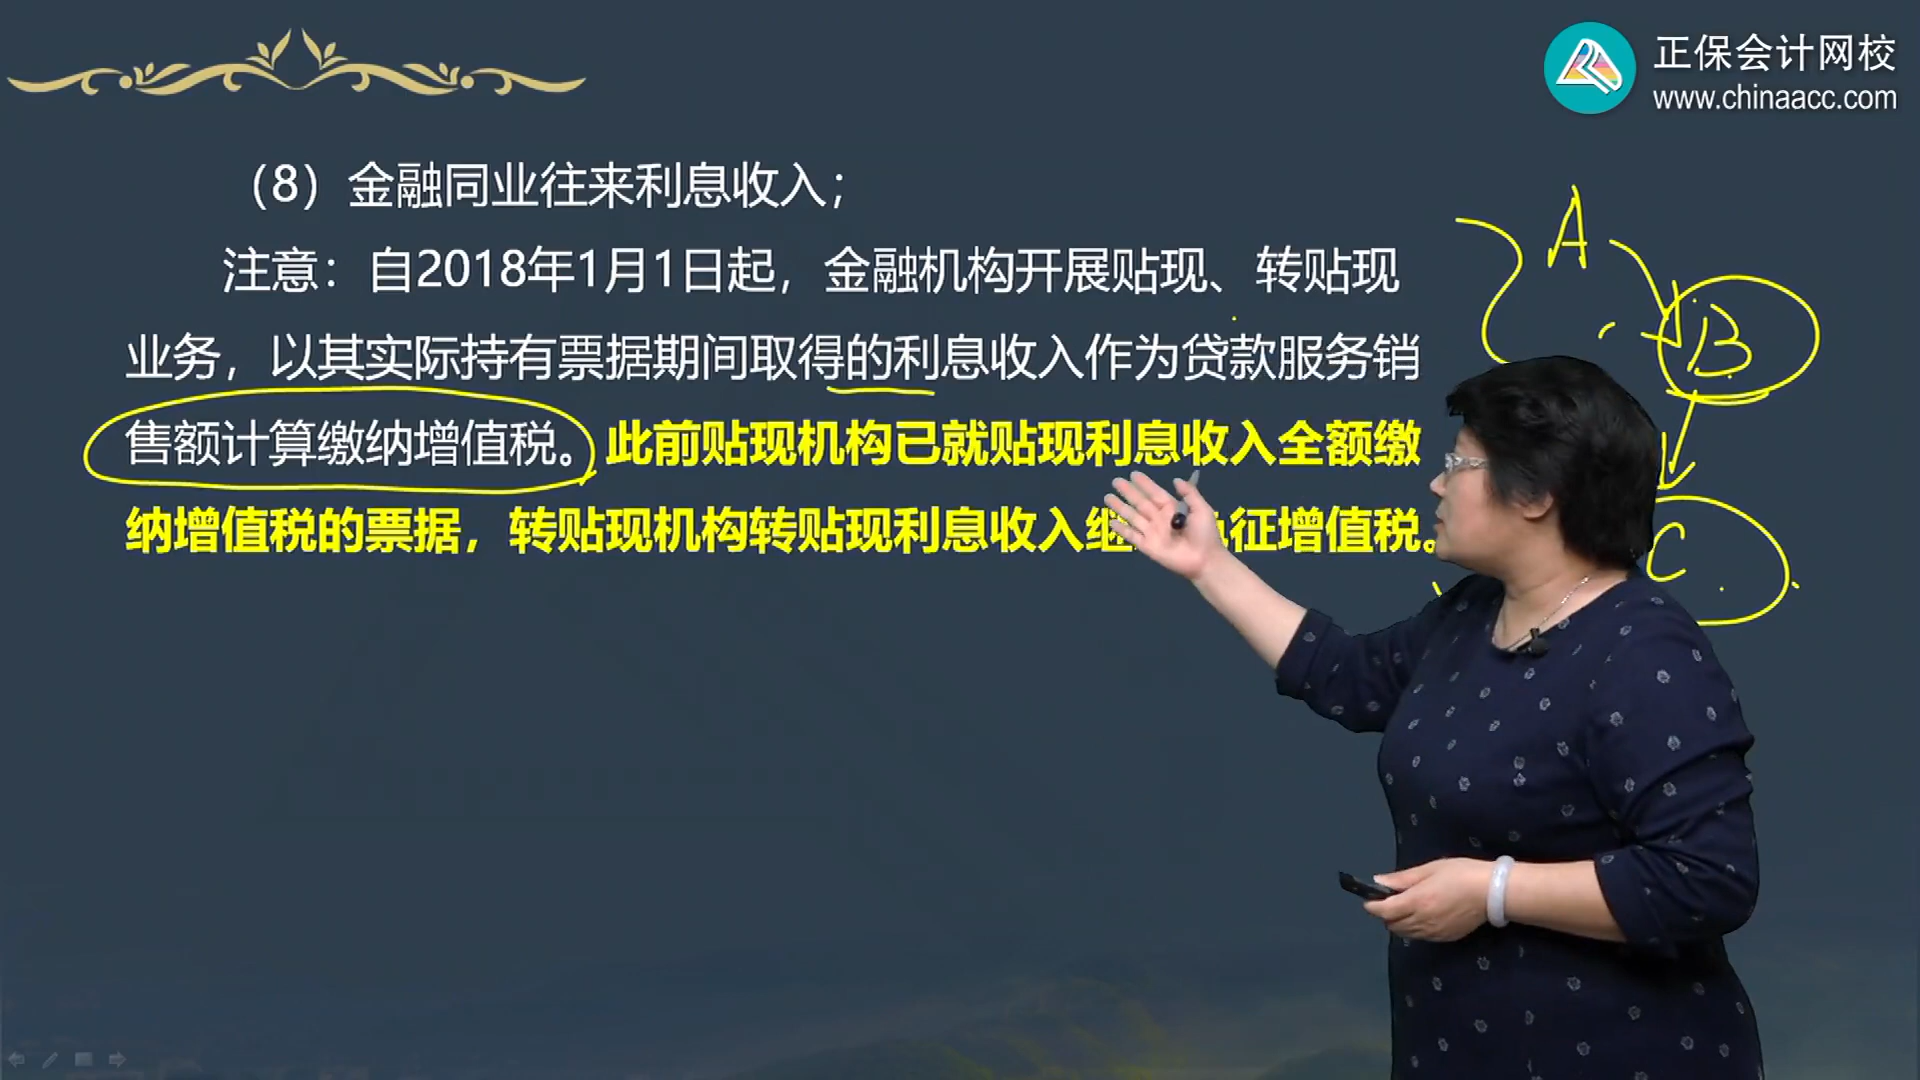 正保会计网校
www.chinaacc.com
（8）金融同业往来利息收入；
注意：自2018年1月1日起，金融机构开展贴现、转贴现
业务，以其实际持有票据期间取得的利息收入作为贷款服务销
售额计算缴纳增值税。此前贴现机构已就贴现利息收入全额缴
纳增值税的票据，转贴现机构转贴现利息收入继 征增值税。
A
B
C